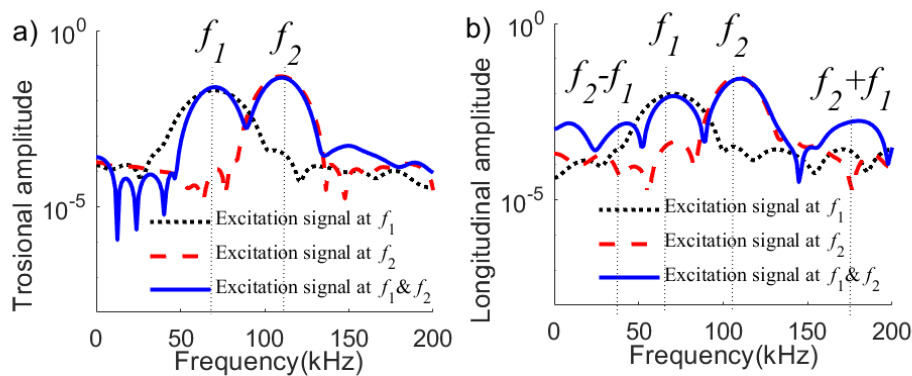 a)
f1
f2
10^0
10^-5
Trosional amplitude
Excitation signal at f1
Excitation signal at f2
Excitation signal at f1&f2
0 50 100 150 200
Frequency(kHz)
b)
f1
f2
f2-f1
f2+f1
10^0
10^-5
Longitudinal amplitude
Excitation signal at f1
Excitation signal at f2
Excitation signal at f1&f2
0 50 100 150 200
Frequency(kHz)